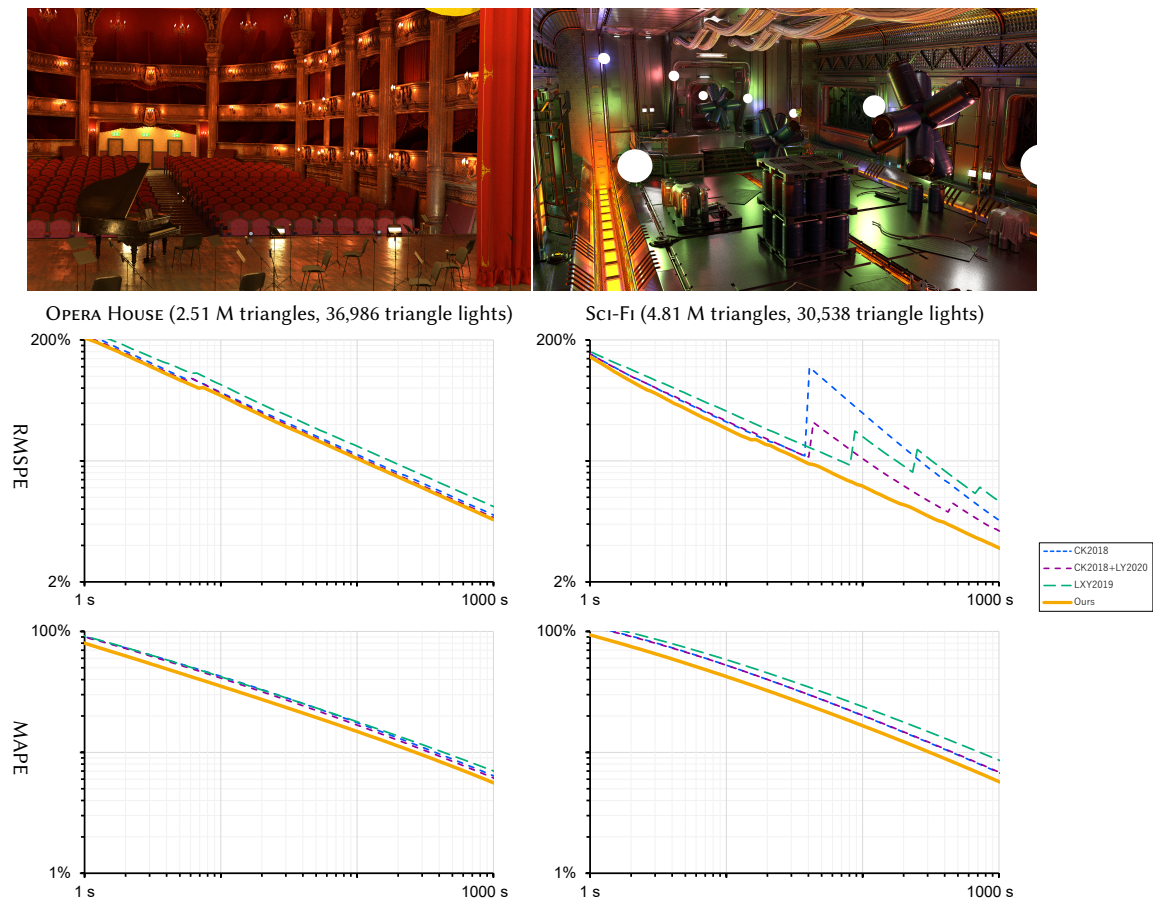 OPERA HOUSE (2.51 M triangles, 36,986 triangle lights)
SCI-FI (4.81 M triangles, 30,538 triangle lights)
200%
200%
RMSPE
2%
2%
1 s
1000 s
1 s
1000 s
CK2018
CK2018+LY2020
LXY2019
Ours
100%
100%
MAPE
1%
1%
1 s
1000 s
1 s
1000 s